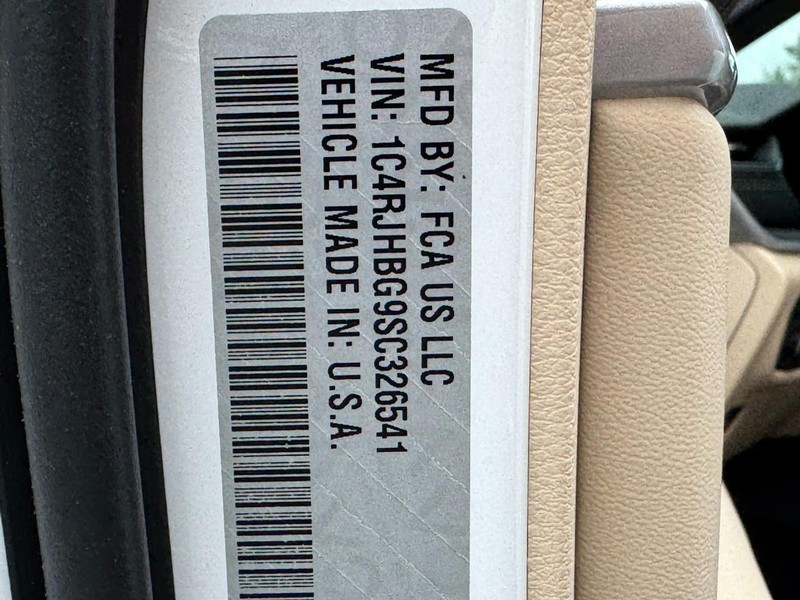 MFD BY: FCA US LLC
VIN: 1C4RJHBG9SC326541
VEHICLE MADE IN: U.S.A.